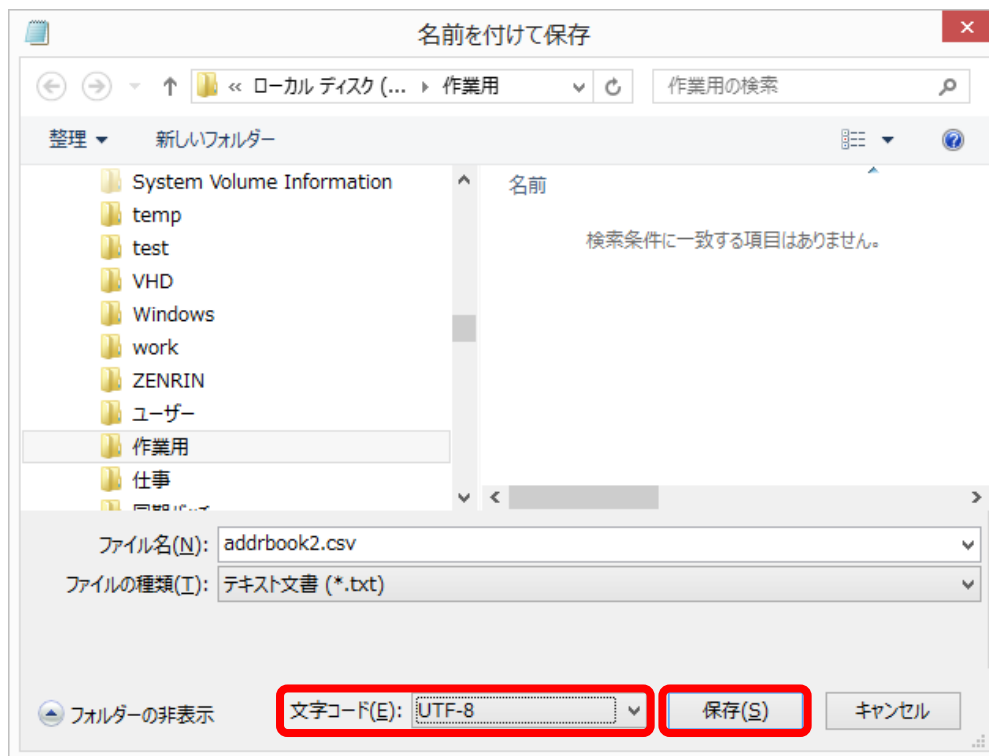 名前を付けて保存
« ローカル ディスク (... ▸ 作業用
作業用の検索
整理 新しいフォルダー
System Volume Information
temp
test
VHD
Windows
work
ZENRIN
ユーザー
作業用
仕事
名前
検索条件に一致する項目はありません。
ファイル名(N): addrbook2.csv
ファイルの種類(T): テキスト文書 (*.txt)
フォルダーの非表示
文字コード(E): UTF-8
保存(S)
キャンセル